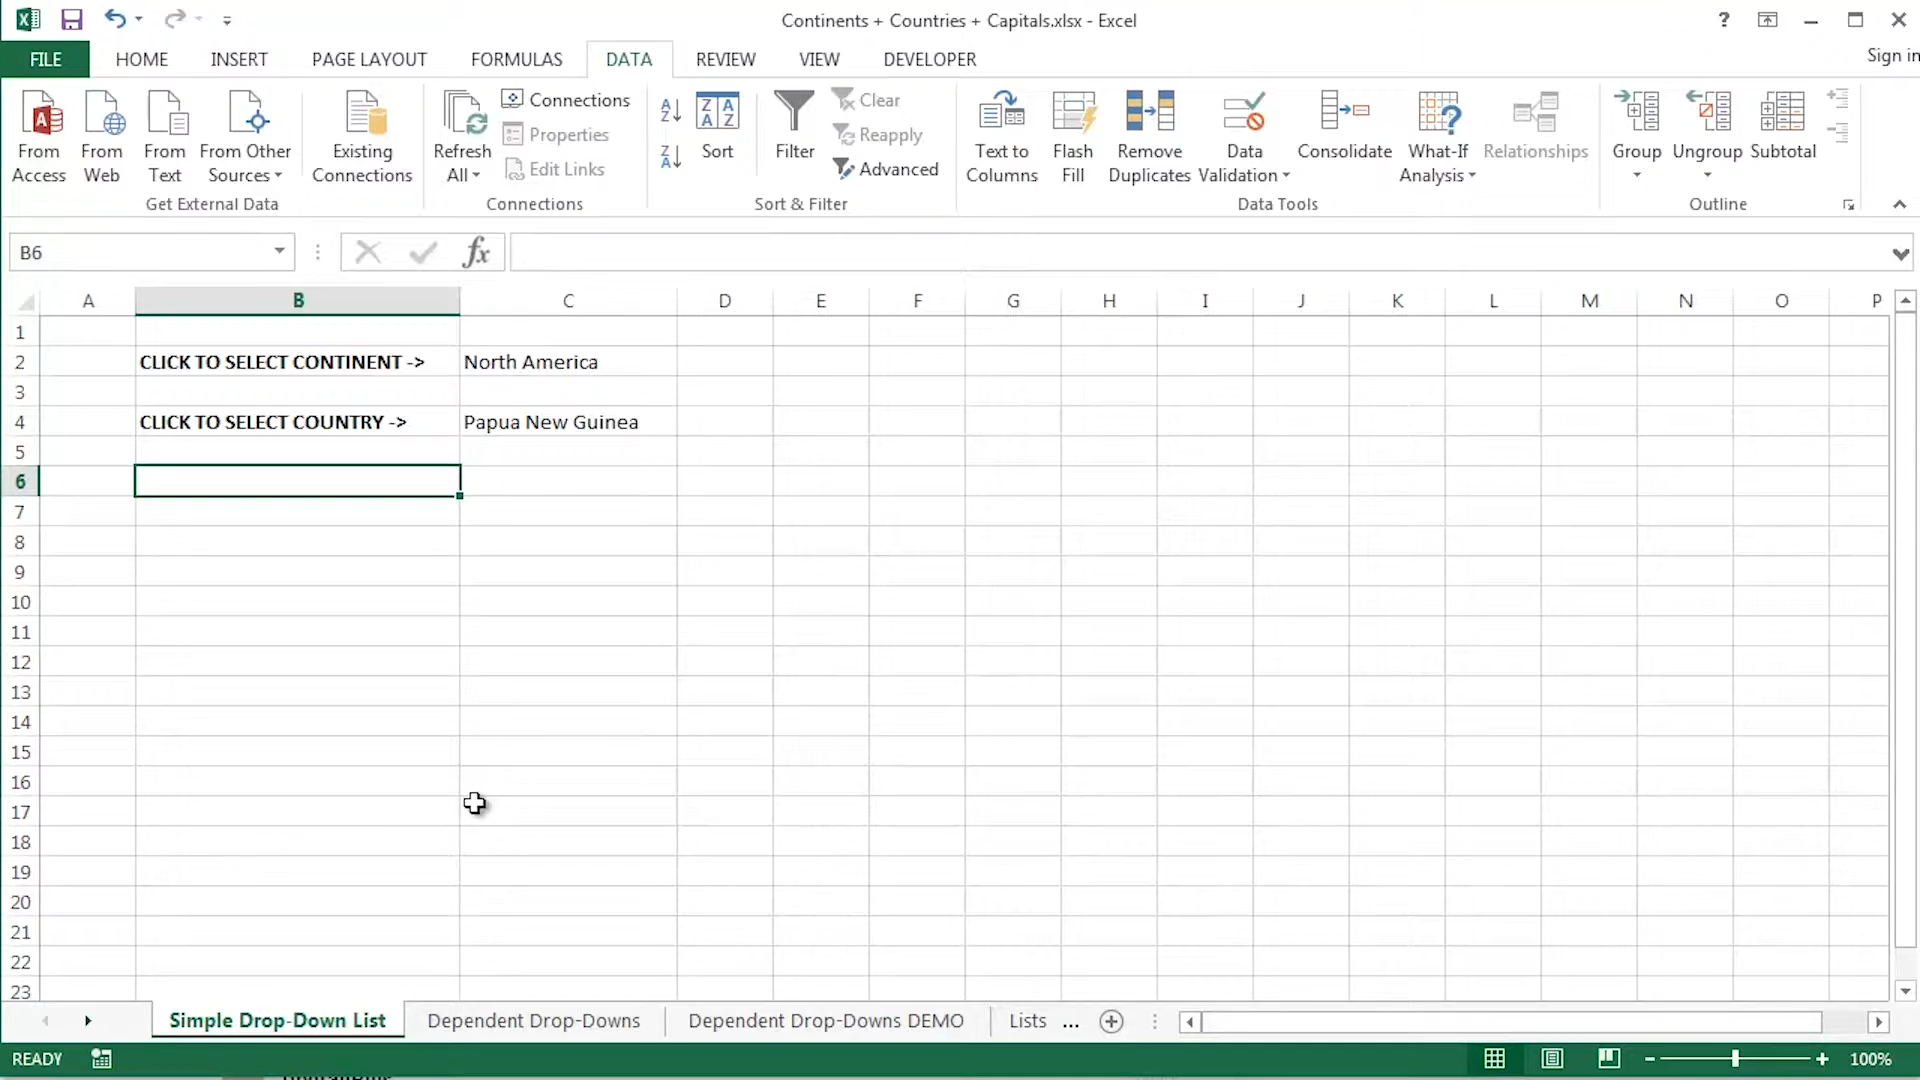 Continents + Countries + Capitals.xlsx - Excel
?
FILE HOME INSERT PAGE LAYOUT FORMULAS DATA REVIEW VIEW DEVELOPER Sign in
From Access
From Web
From Text
From Other Sources
Get External Data
Existing Connections
Refresh All
Connections
Properties
Edit Links
Connections
Sort
Filter
Clear
Reapply
Advanced
Sort & Filter
Text to Columns
Flash Fill
Remove Duplicates
Data Validation
Consolidate
What-If Analysis
Relationships
Data Tools
Group
Ungroup
Subtotal
Outline
B6
fx
A B C D E F G H I J K L M N O P
1
2 CLICK TO SELECT CONTINENT -> North America
3
4 CLICK TO SELECT COUNTRY -> Papua New Guinea
5
6
7
8
9
10
11
12
13
14
15
16
17
18
19
20
21
22
23
Simple Drop-Down List Dependent Drop-Downs Dependent Drop-Downs DEMO Lists ...
READY 100%